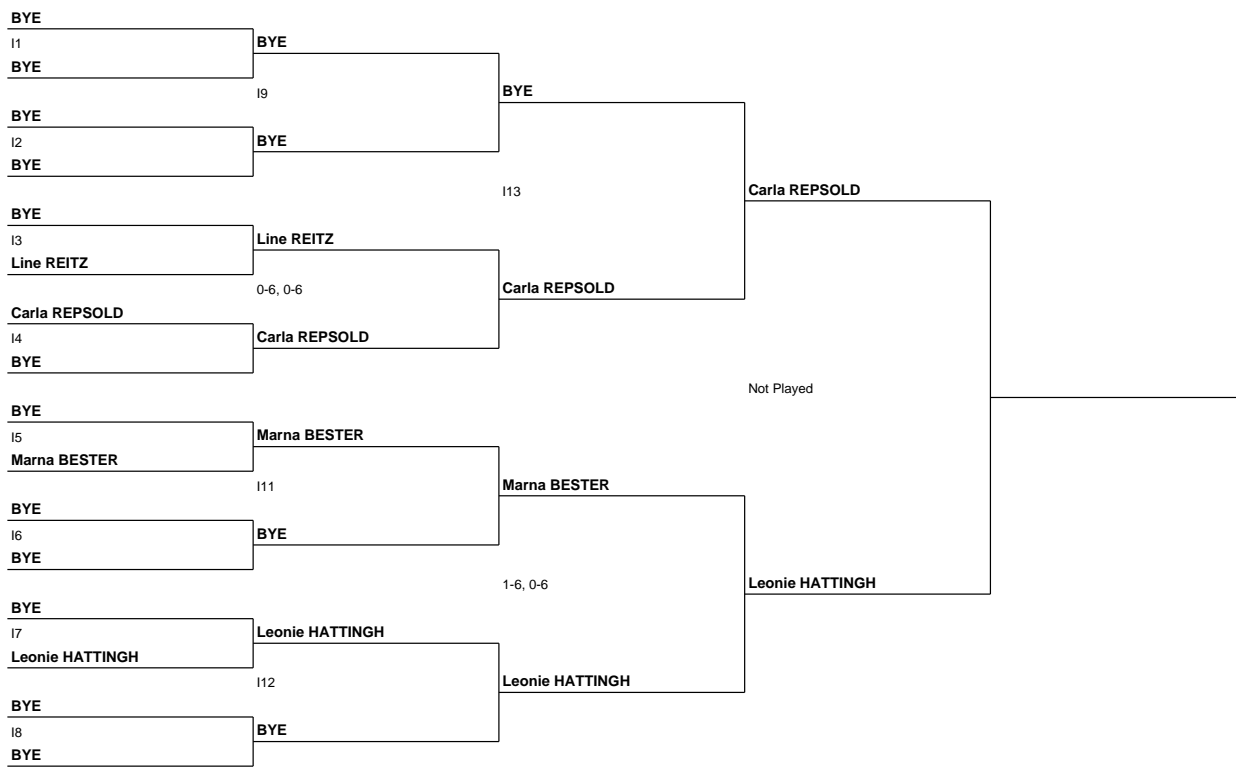 BYE
I1
BYE
BYE
I9
BYE
BYE
I2
BYE
BYE
I13
Carla REPSOLD
BYE
I3
Line REITZ
Line REITZ
0-6, 0-6
Carla REPSOLD
Carla REPSOLD
I4
Carla REPSOLD
BYE
Not Played
BYE
I5
Marna BESTER
Marna BESTER
I11
Marna BESTER
BYE
I6
BYE
BYE
1-6, 0-6
Leonie HATTINGH
BYE
I7
Leonie HATTINGH
Leonie HATTINGH
I12
Leonie HATTINGH
BYE
I8
BYE
BYE